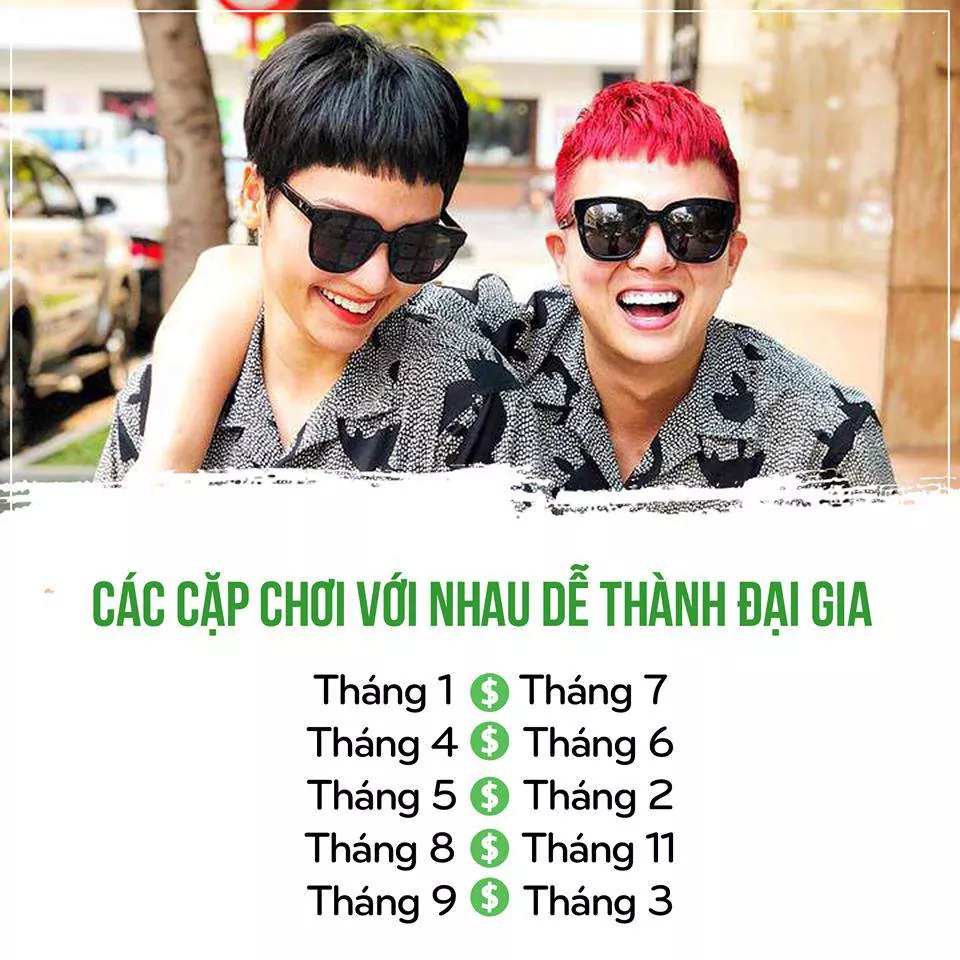 CÁC CẶP CHƠI VỚI NHAU DỄ THÀNH ĐẠI GIA
Tháng 1 $ Tháng 7
Tháng 4 $ Tháng 6
Tháng 5 $ Tháng 2
Tháng 8 $ Tháng 11
Tháng 9 $ Tháng 3